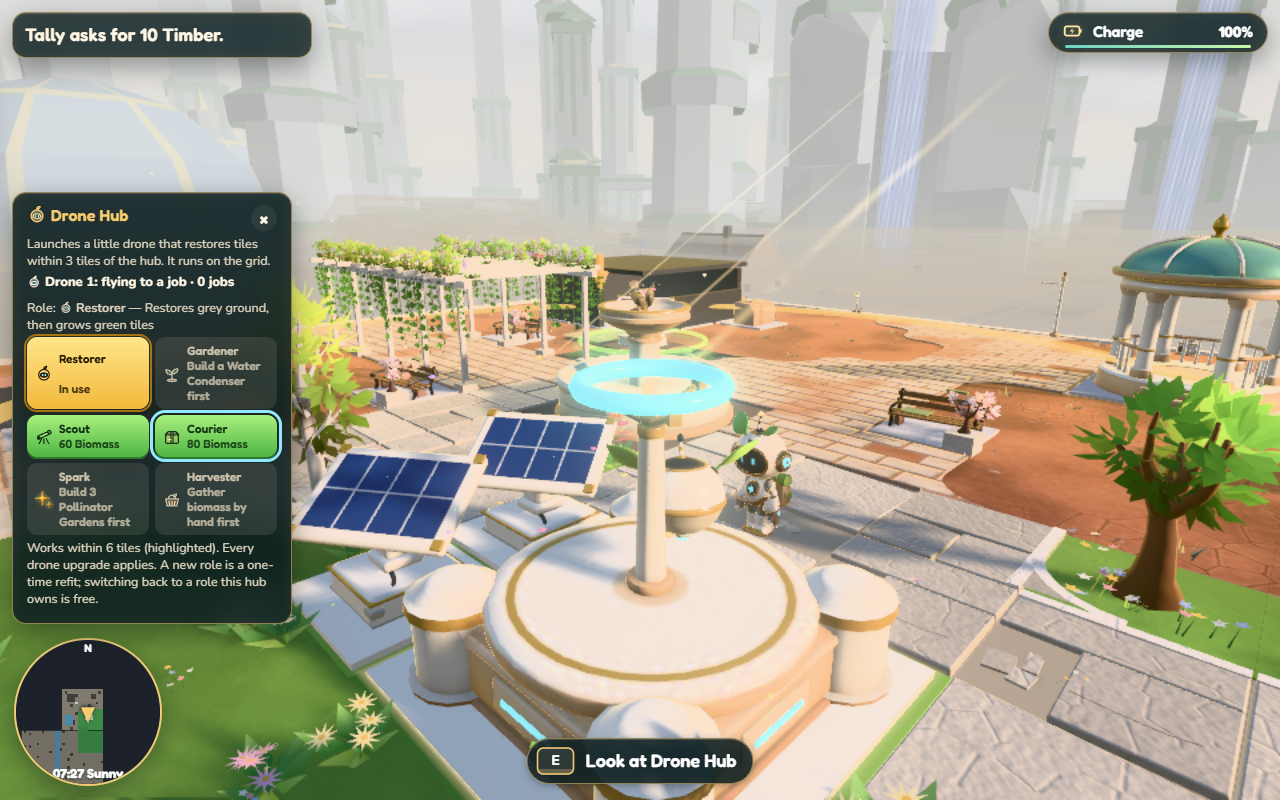 Tally asks for 10 Timber.
Charge 100%
Drone Hub
Launches a little drone that restores tiles
within 3 tiles of the hub. It runs on the grid.
Drone 1: flying to a job · 0 jobs
Role: Restorer — Restores grey ground,
then grows green tiles
Restorer
In use
Gardener
Build a Water
Condenser
first
Scout
60 Biomass
Courier
80 Biomass
Spark
Build 3
Pollinator
Gardens first
Harvester
Gather
biomass by
hand first
Works within 6 tiles (highlighted). Every
drone upgrade applies. A new role is a one-
time refit; switching back to a role this hub
owns is free.
N
07:27 Sunny
E Look at Drone Hub